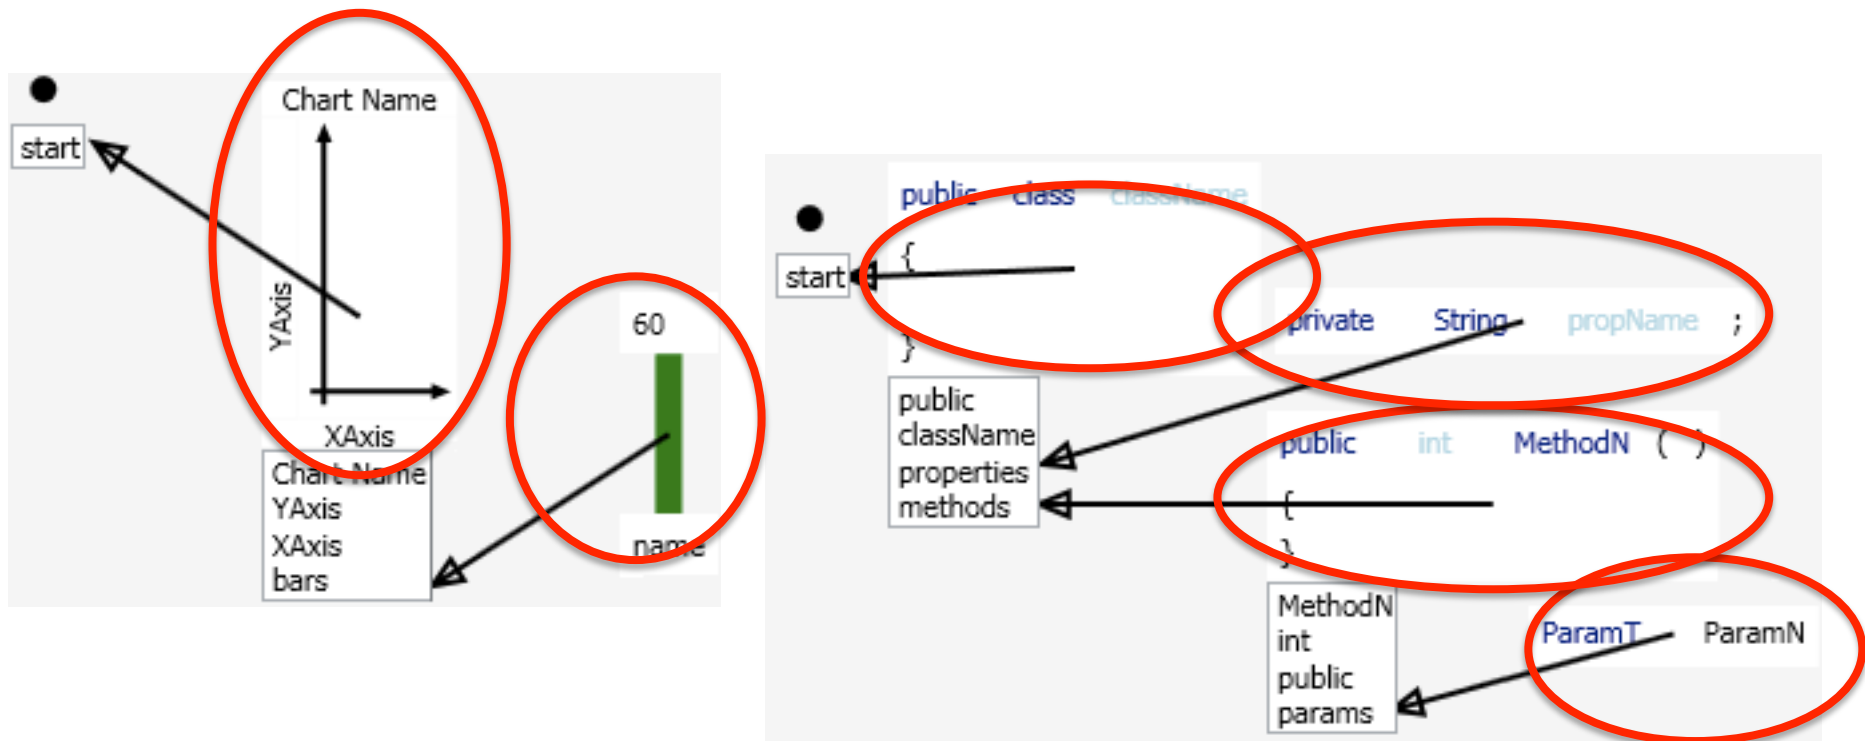 Chart Name
start
YAxis
XAxis
Chart Name
YAxis
XAxis
bars
60
name
public class className
{
}
start
public
className
properties
methods
private String propName ;
public int MethodN ( )
{
}
MethodN
int
public
params
ParamT ParamN